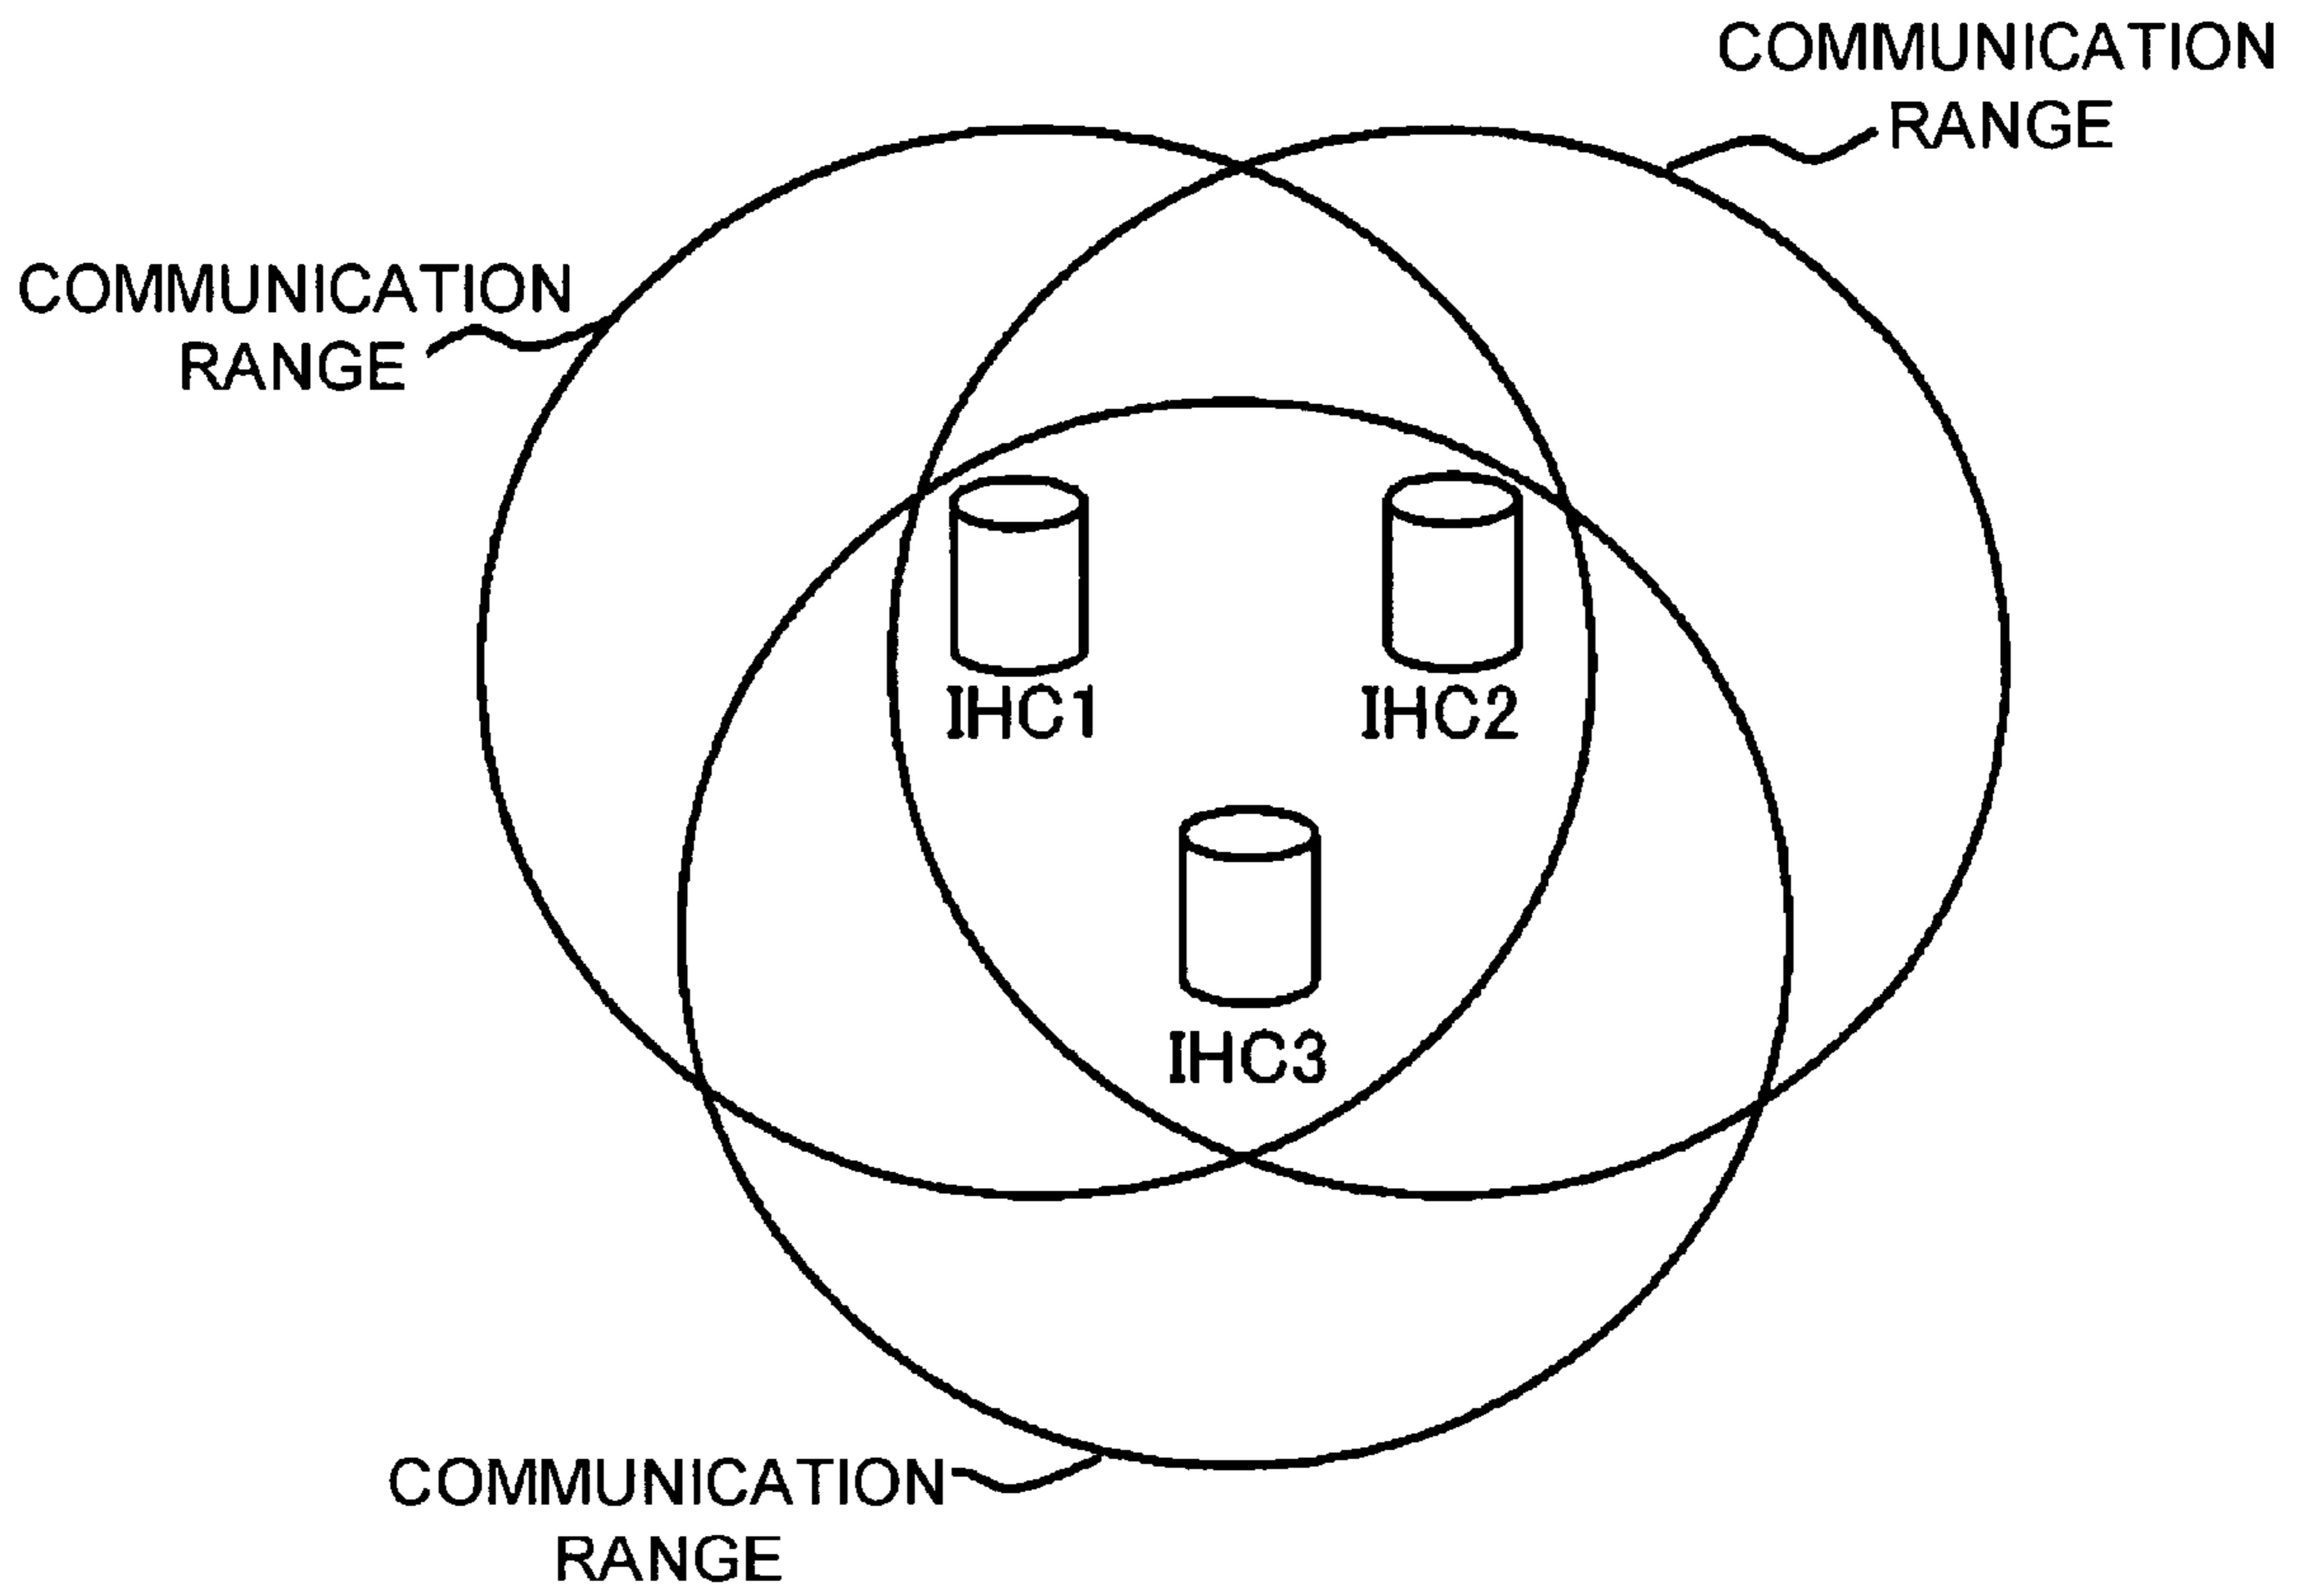 COMMUNICATION
RANGE
COMMUNICATION
RANGE
IHC1
IHC2
IHC3
COMMUNICATION
RANGE